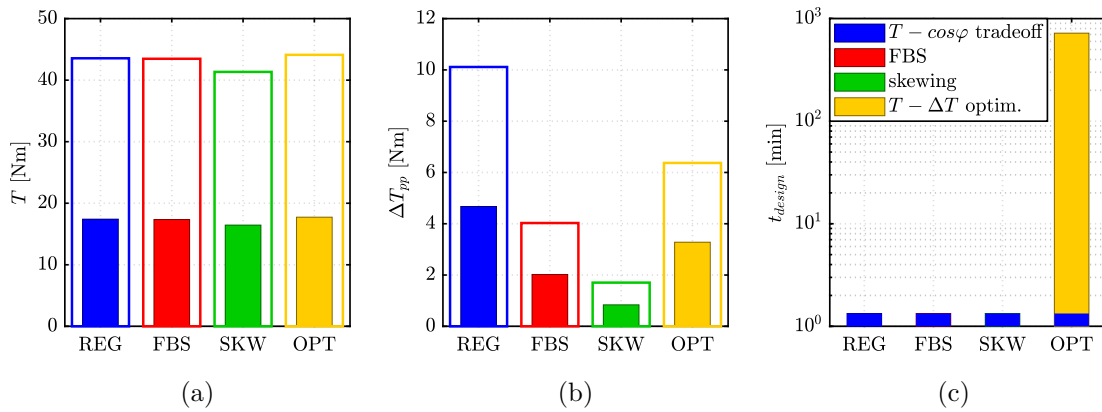 50
40
30
20
10
0
T [Nm]
REG FBS SKW OPT
(a)
12
10
8
6
4
2
0
ΔT_pp [Nm]
REG FBS SKW OPT
(b)
10^3
10^2
10^1
10^0
t_design [min]
T − cosφ tradeoff
FBS
skewing
T − ΔT optim.
REG FBS SKW OPT
(c)